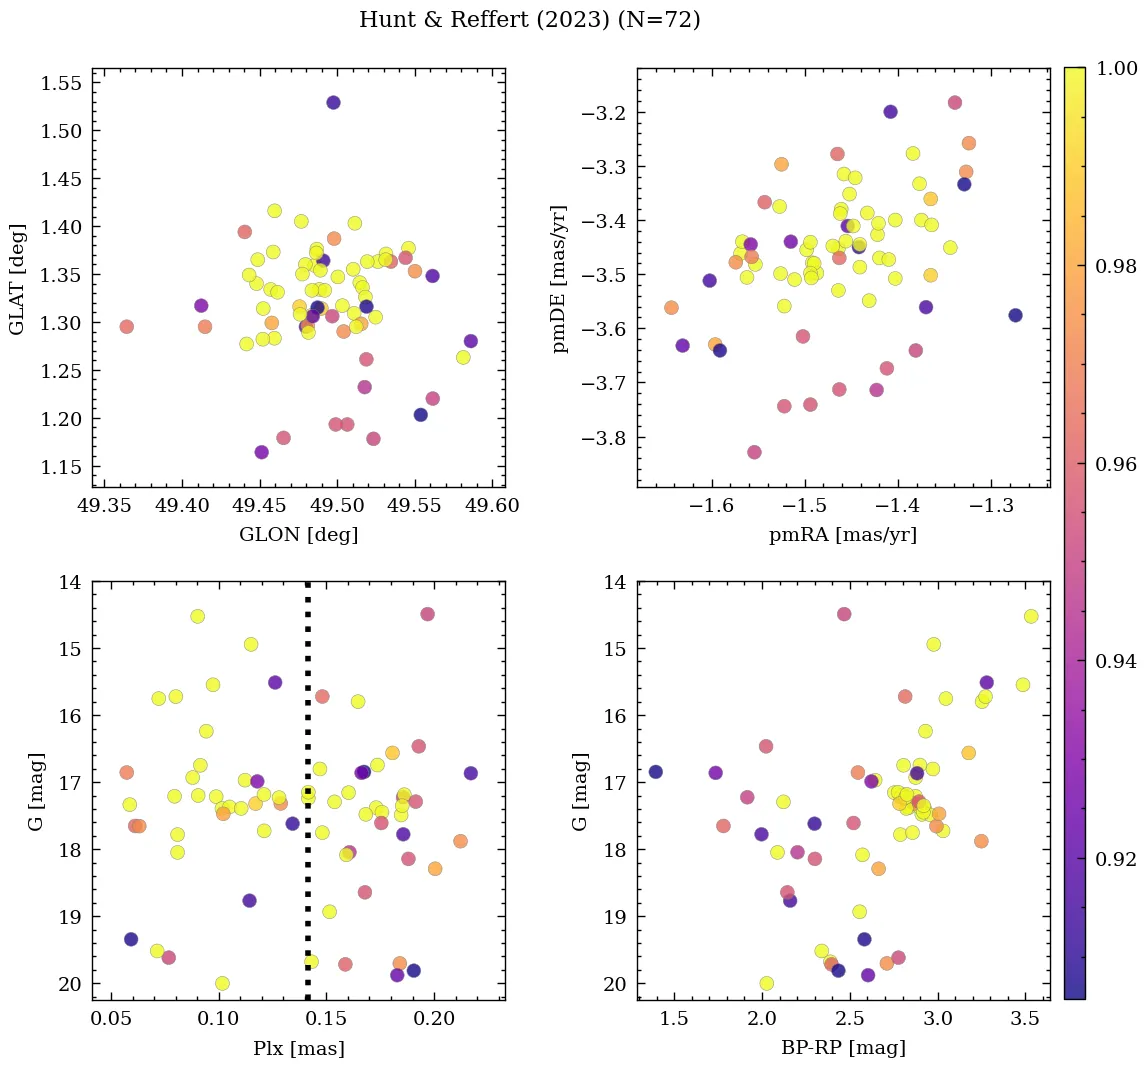 Hunt & Reffert (2023) (N=72)
1.55
1.50
1.45
1.40
1.35
1.30
1.25
1.20
1.15
GLAT [deg]
49.35 49.40 49.45 49.50 49.55 49.60
GLON [deg]
−3.2
−3.3
−3.4
−3.5
−3.6
−3.7
−3.8
pmDE [mas/yr]
−1.6 −1.5 −1.4 −1.3
pmRA [mas/yr]
14
15
16
17
18
19
20
G [mag]
0.05 0.10 0.15 0.20
Plx [mas]
14
15
16
17
18
19
20
G [mag]
1.5 2.0 2.5 3.0 3.5
BP-RP [mag]
1.00
0.98
0.96
0.94
0.92